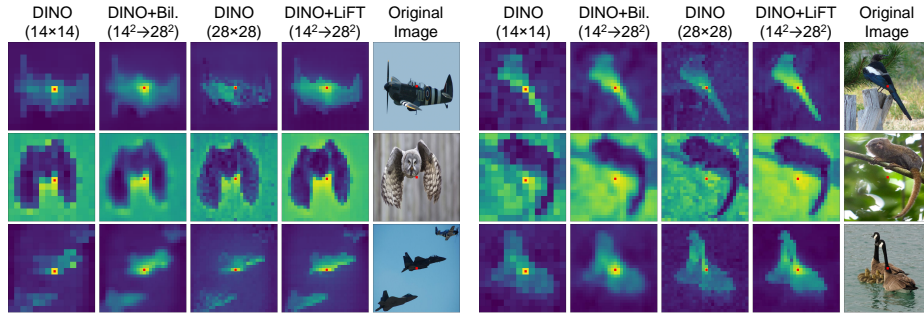 DINO DINO+Bil. DINO DINO+LiFT Original DINO DINO+Bil. DINO DINO+LiFT Original
(14×14) (14²→28²) (28×28) (14²→28²) Image (14×14) (14²→28²) (28×28) (14²→28²) Image